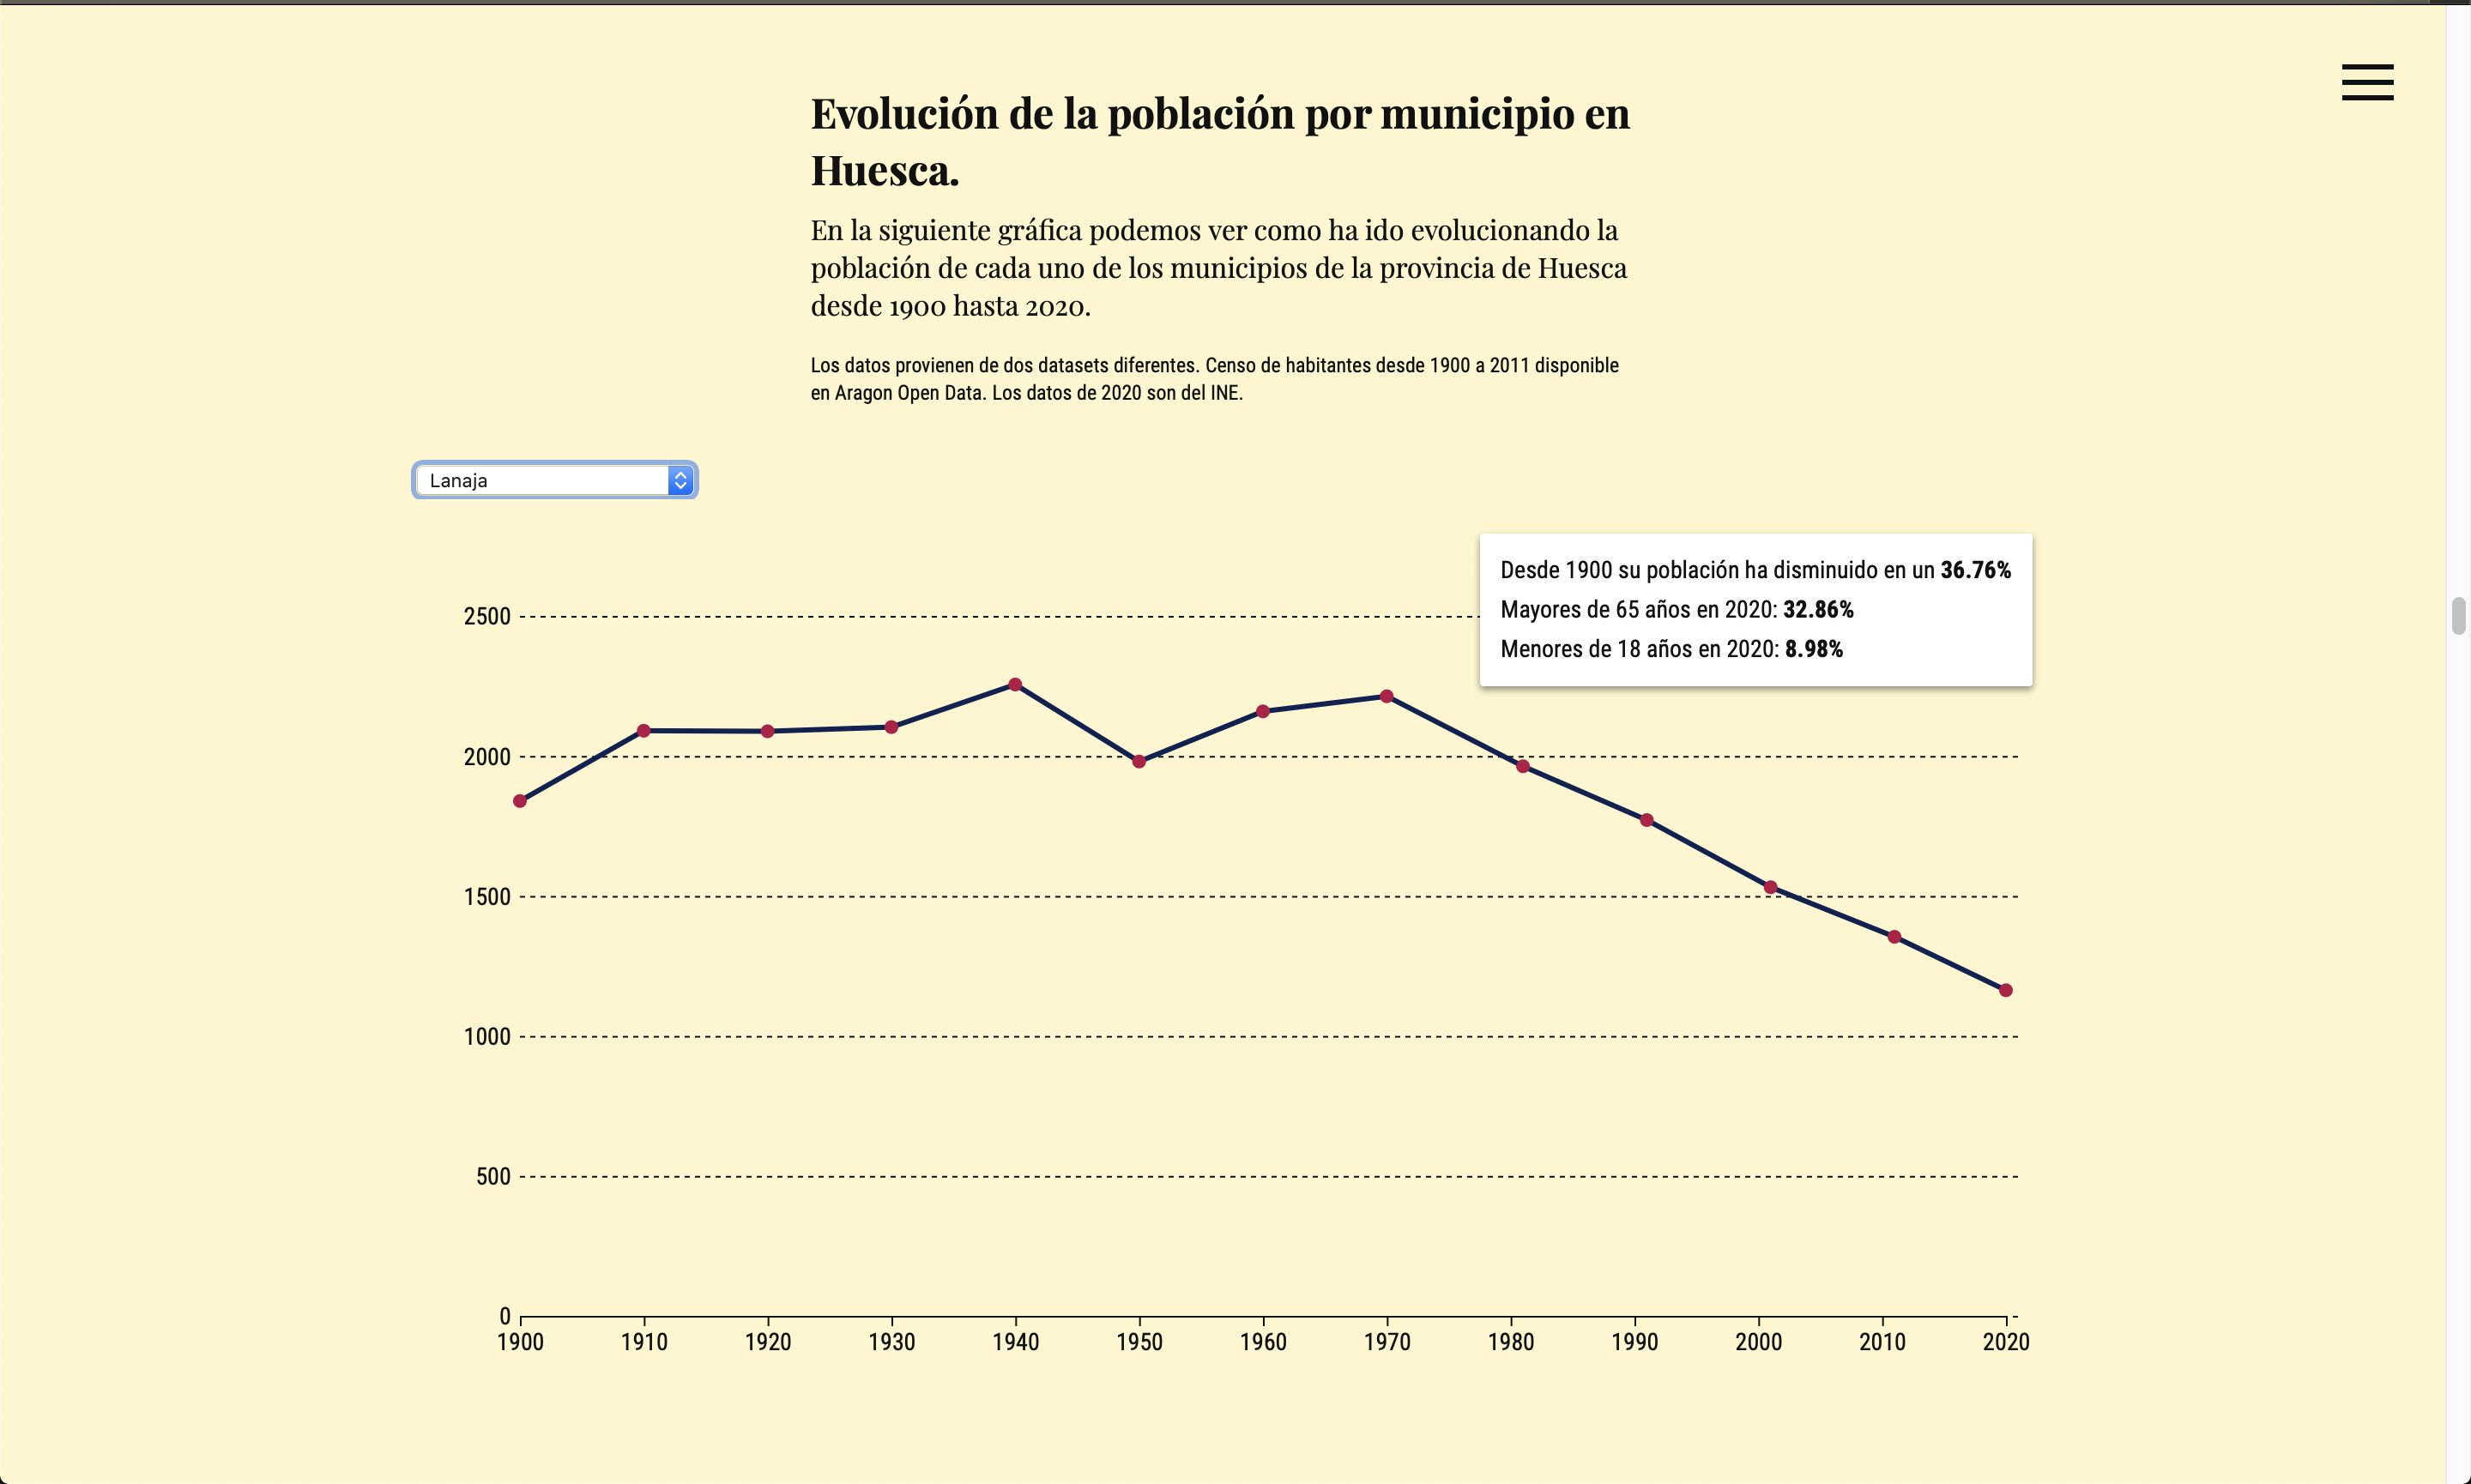 Evolución de la población por municipio en
Huesca.
En la siguiente gráfica podemos ver como ha ido evolucionando la
población de cada uno de los municipios de la provincia de Huesca
desde 1900 hasta 2020.
Los datos provienen de dos datasets diferentes. Censo de habitantes desde 1900 a 2011 disponible
en Aragon Open Data. Los datos de 2020 son del INE.
Lanaja
Desde 1900 su población ha disminuido en un 36.76%
Mayores de 65 años en 2020: 32.86%
Menores de 18 años en 2020: 8.98%
2500
2000
1500
1000
500
0
1900 1910 1920 1930 1940 1950 1960 1970 1980 1990 2000 2010 2020